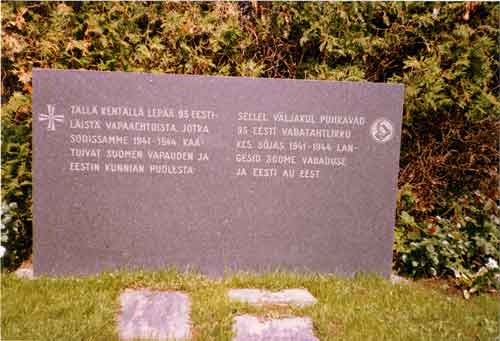 TÄLLÄ KENTÄLLÄ LEPÄÄ 95 EESTI-
LÄISTÄ VAPAAEHTOISTA, JOTKA
SODISSAMME 1941-1944 KAA-
TUIVAT SUOMEN VAPAUDEN JA
EESTIN KUNNIAN PUOLESTA
SELLEL VÄLJAKUL PUHKAVAD
95 EESTI VABATAHTLIKKU
KES SÕJAS 1941-1944 LAN-
GESID SOOME VABADUSE
JA EESTI AU EEST